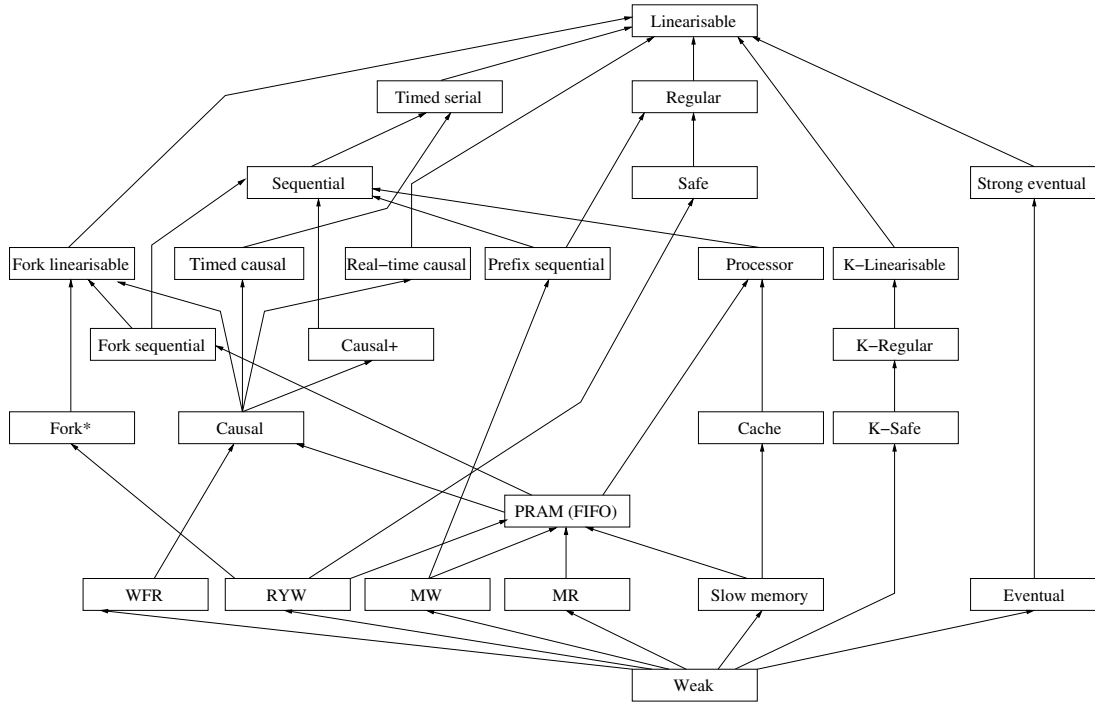 Linearisable
Timed serial
Regular
Sequential
Safe
Strong eventual
Fork linearisable
Timed causal
Real-time causal
Prefix sequential
Processor
K-Linearisable
Fork sequential
Causal+
K-Regular
Fork*
Causal
Cache
K-Safe
PRAM (FIFO)
WFR
RYW
MW
MR
Slow memory
Eventual
Weak